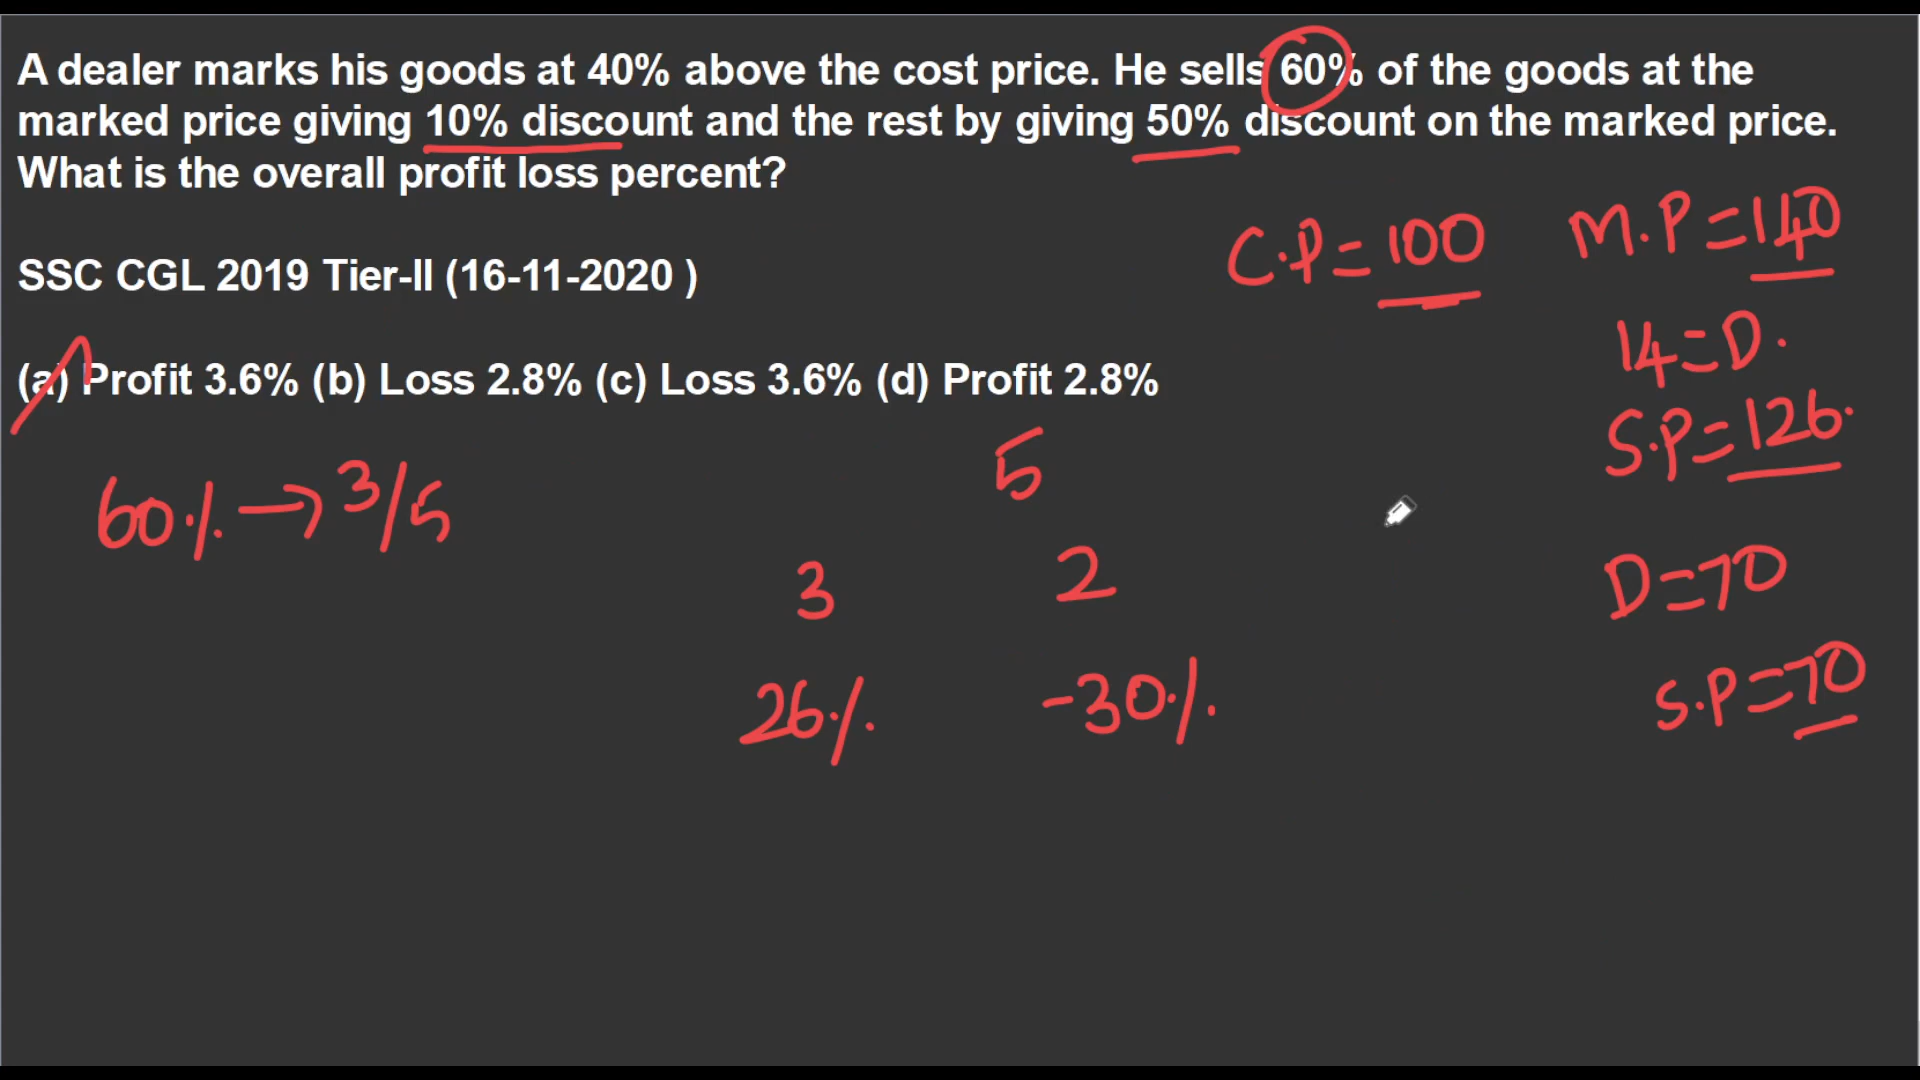 A dealer marks his goods at 40% above the cost price. He sells 60% of the goods at the
marked price giving 10% discount and the rest by giving 50% discount on the marked price.
What is the overall profit loss percent?
C.P=100
M.P=140
SSC CGL 2019 Tier-II (16-11-2020 )
14=D.
(a) Profit 3.6% (b) Loss 2.8% (c) Loss 3.6% (d) Profit 2.8%
S.P=126.
5
60%→3/5
3
2
D=70
26%.
-30%.
S.P=70